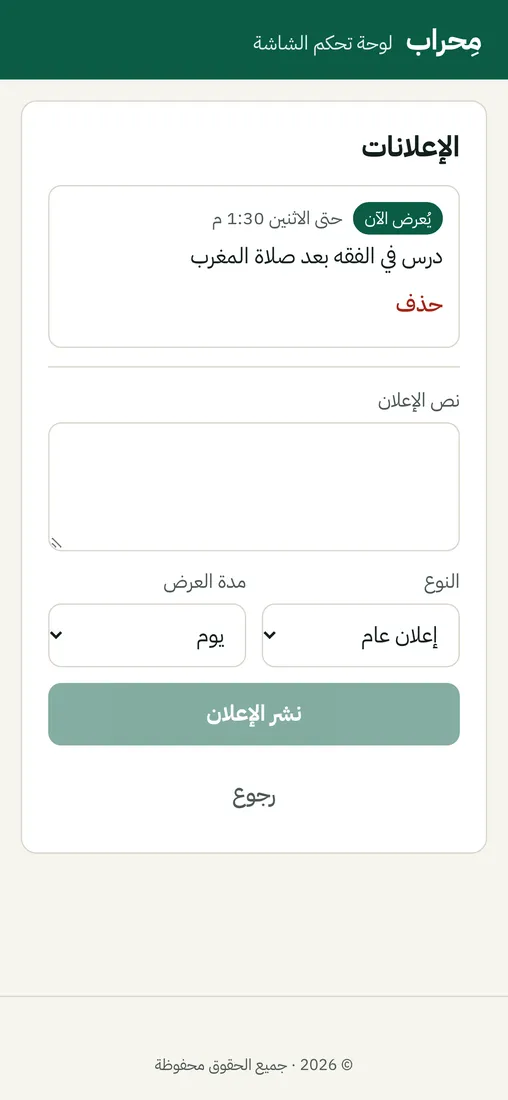 مِحراب لوحة تحكم الشاشة
الإعلانات
يُعرض الآن حتى الاثنين 1:30 م
درس في الفقه بعد صلاة المغرب
حذف
نص الإعلان
النوع مدة العرض
إعلان عام يوم
نشر الإعلان
رجوع
© 2026 · جميع الحقوق محفوظة